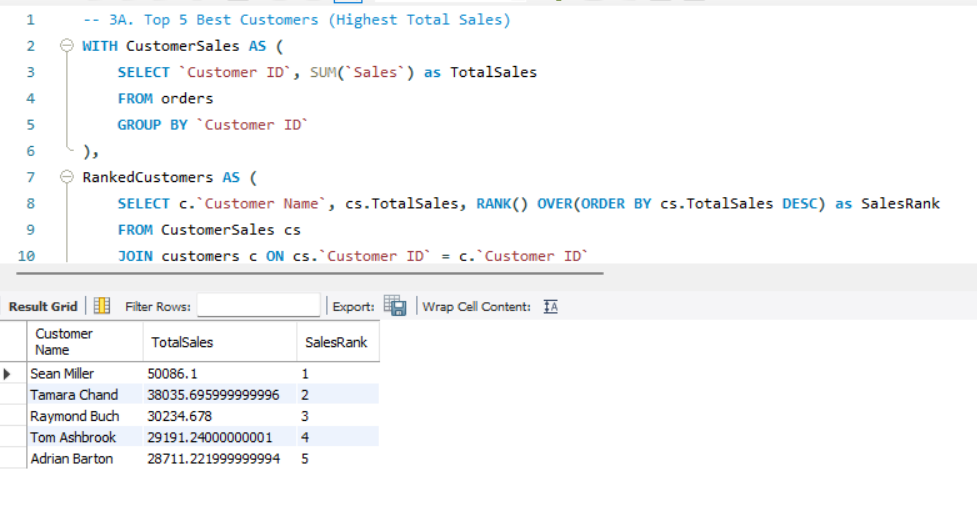 1 -- 3A. Top 5 Best Customers (Highest Total Sales)
2 WITH CustomerSales AS (
3 SELECT `Customer ID`, SUM(`Sales`) as TotalSales
4 FROM orders
5 GROUP BY `Customer ID`
6 ),
7 RankedCustomers AS (
8 SELECT c.`Customer Name`, cs.TotalSales, RANK() OVER(ORDER BY cs.TotalSales DESC) as SalesRank
9 FROM CustomerSales cs
10 JOIN customers c ON cs.`Customer ID` = c.`Customer ID`
Result Grid Filter Rows: Export: Wrap Cell Content: IA
Customer Name TotalSales SalesRank
Sean Miller 50086.1 1
Tamara Chand 38035.695999999996 2
Raymond Buch 30234.678 3
Tom Ashbrook 29191.24000000001 4
Adrian Barton 28711.221999999994 5